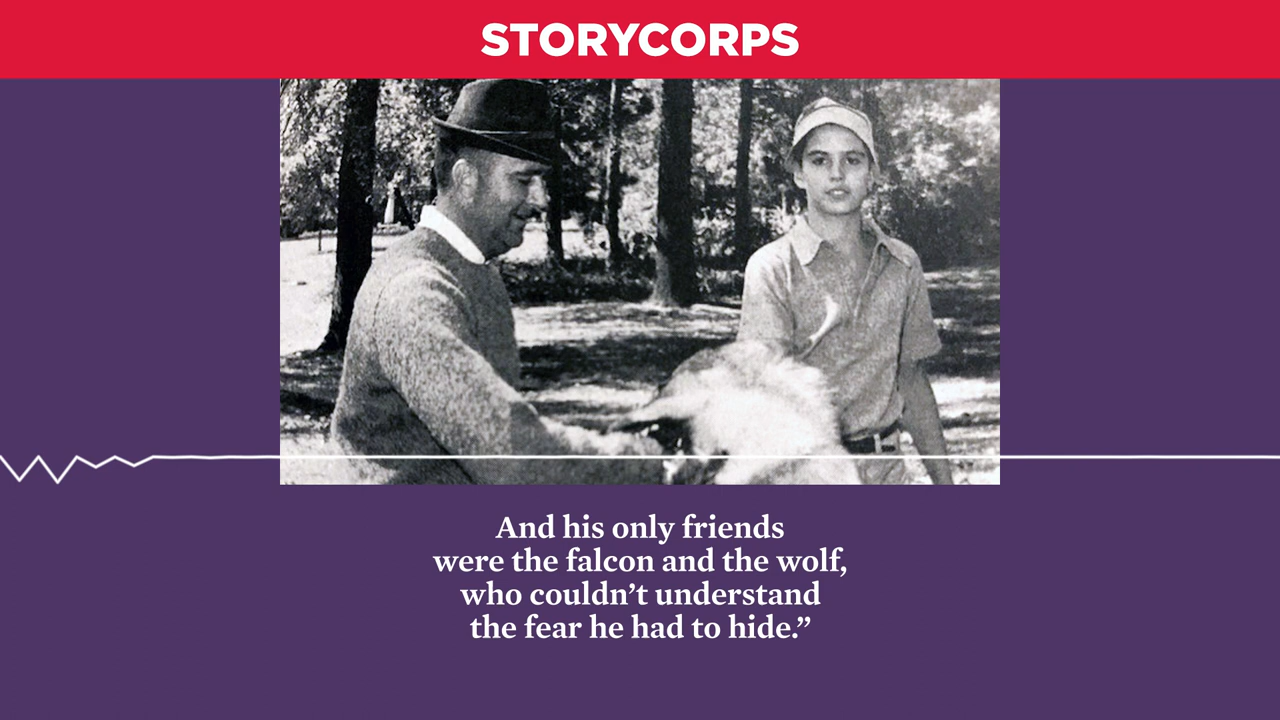 STORYCORPS
And his only friends
were the falcon and the wolf,
who couldn’t understand
the fear he had to hide.”